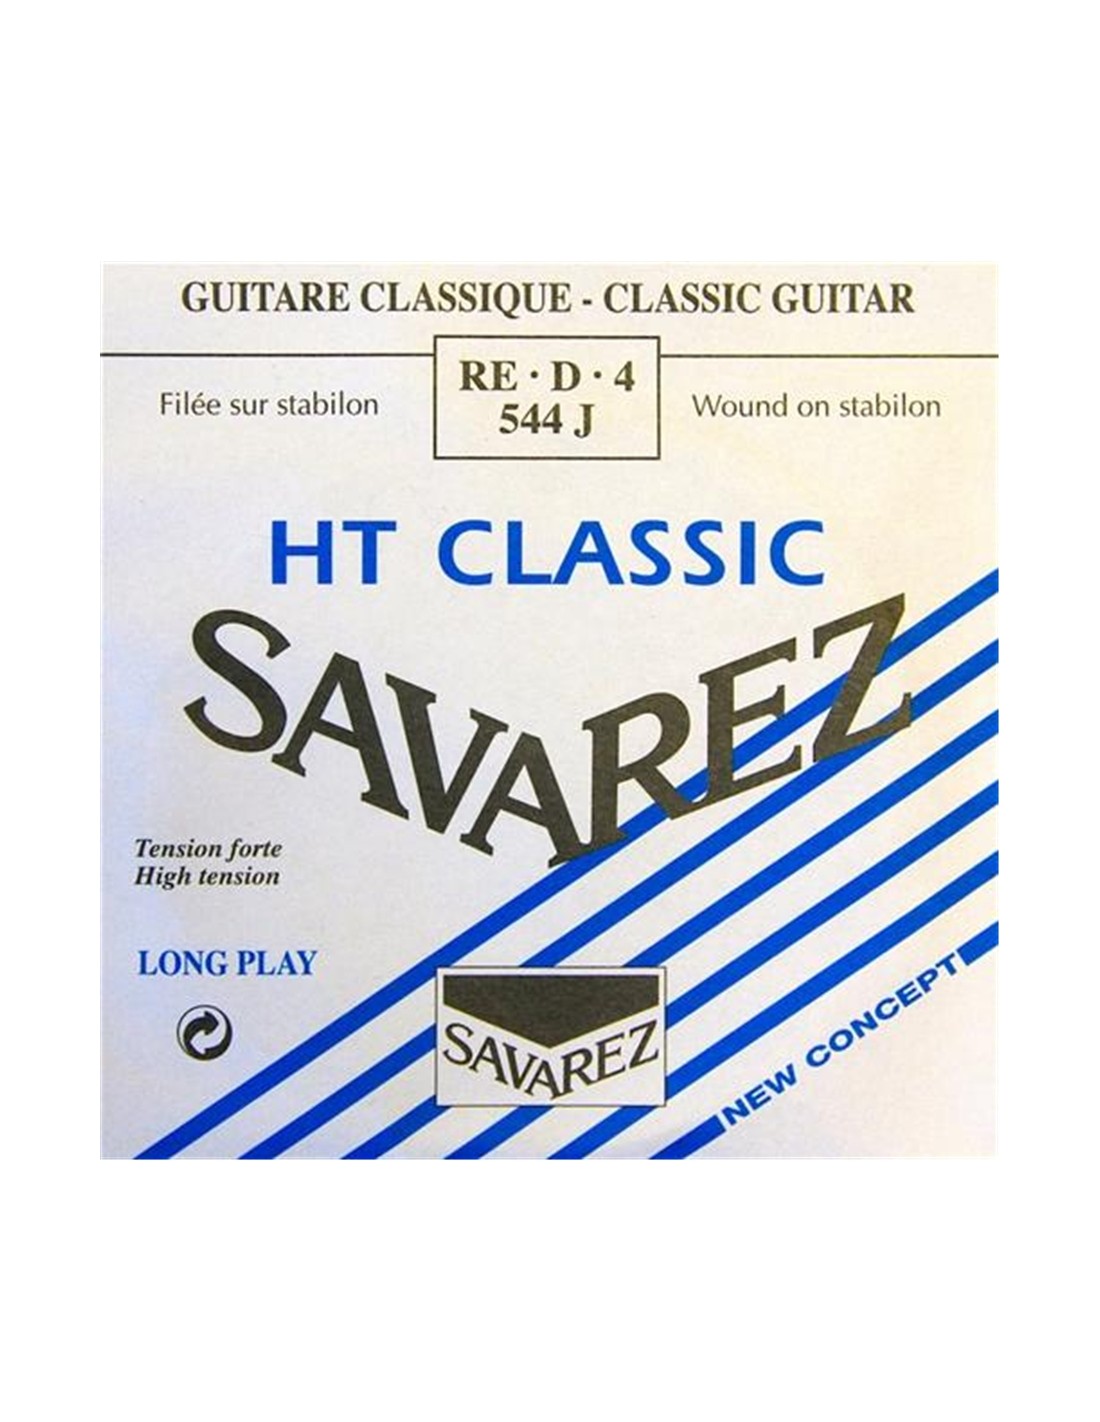 GUITARE CLASSIQUE - CLASSIC GUITAR
RE · D · 4
544 J
Filée sur stabilon
Wound on stabilon
HT CLASSIC
SAVAREZ
Tension forte
High tension
LONG PLAY
SAVAREZ
NEW CONCEPT